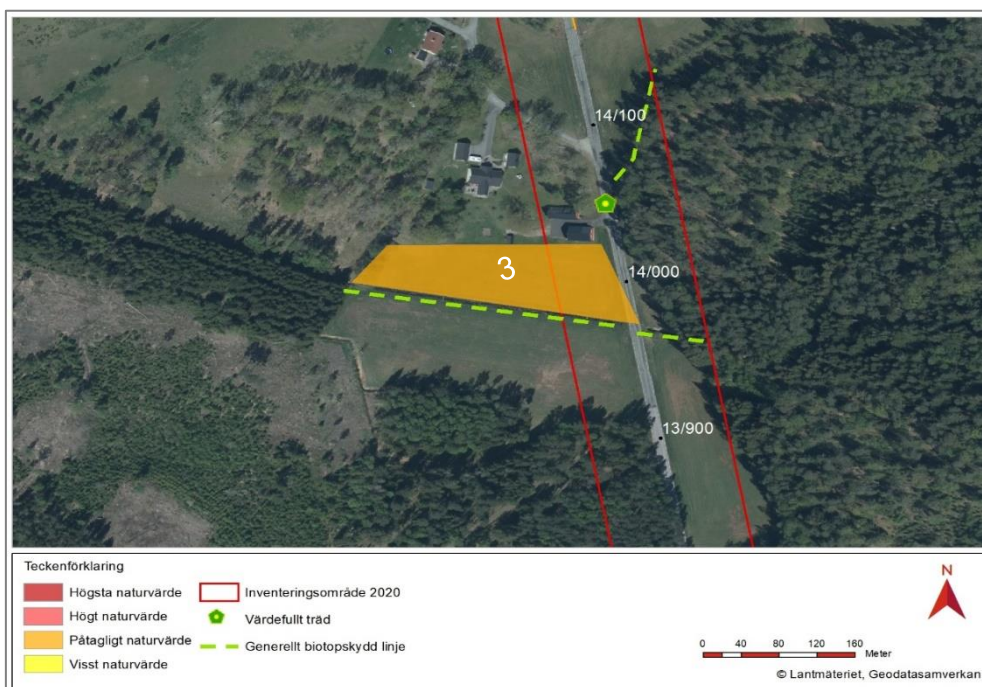 14/100
3
14/000
13/900
Teckenförklaring
Högsta naturvärde
Högt naturvärde
Påtagligt naturvärde
Visst naturvärde
Inventeringsområde 2020
Värdefullt träd
Generellt biotopskydd linje
N
0 40 80 120 160
Meter
© Lantmäteriet, Geodatasamverkan